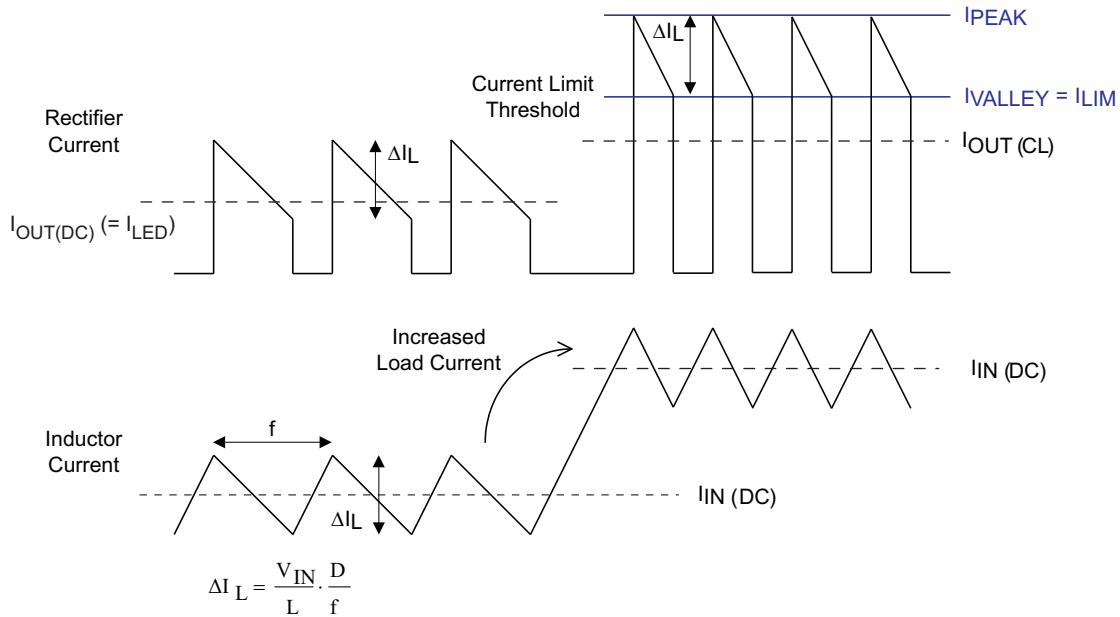 IPEAK
ΔIL
Current Limit
Threshold
IVALLEY = ILIM
Rectifier
Current
IOUT (CL)
ΔIL
IOUT(DC) (= ILED)
Increased
Load Current
IIN (DC)
f
Inductor
Current
IIN (DC)
ΔIL
ΔI L = VIN/L · D/f